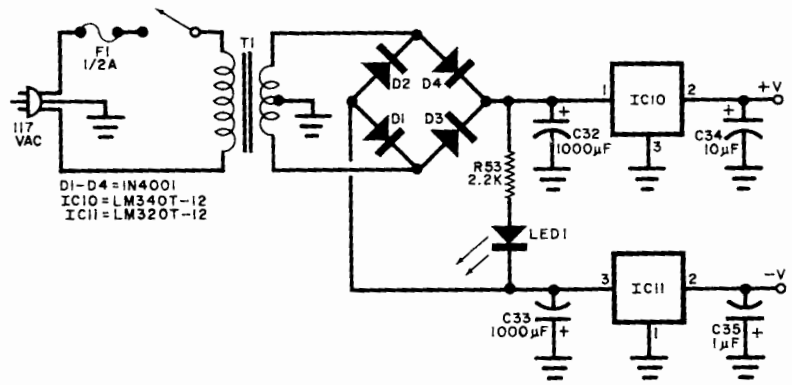 F1
1/2A
T1
117
VAC
D2
D4
D1
D3
1
IC10
2
+V
3
+
C32
1000µF
+
C34
10µF
R53
2.2K
D1-D4=1N4001
IC10=LM340T-12
IC11=LM320T-12
LED1
3
IC11
2
-V
1
C33
1000µF
+
C35
1µF
+